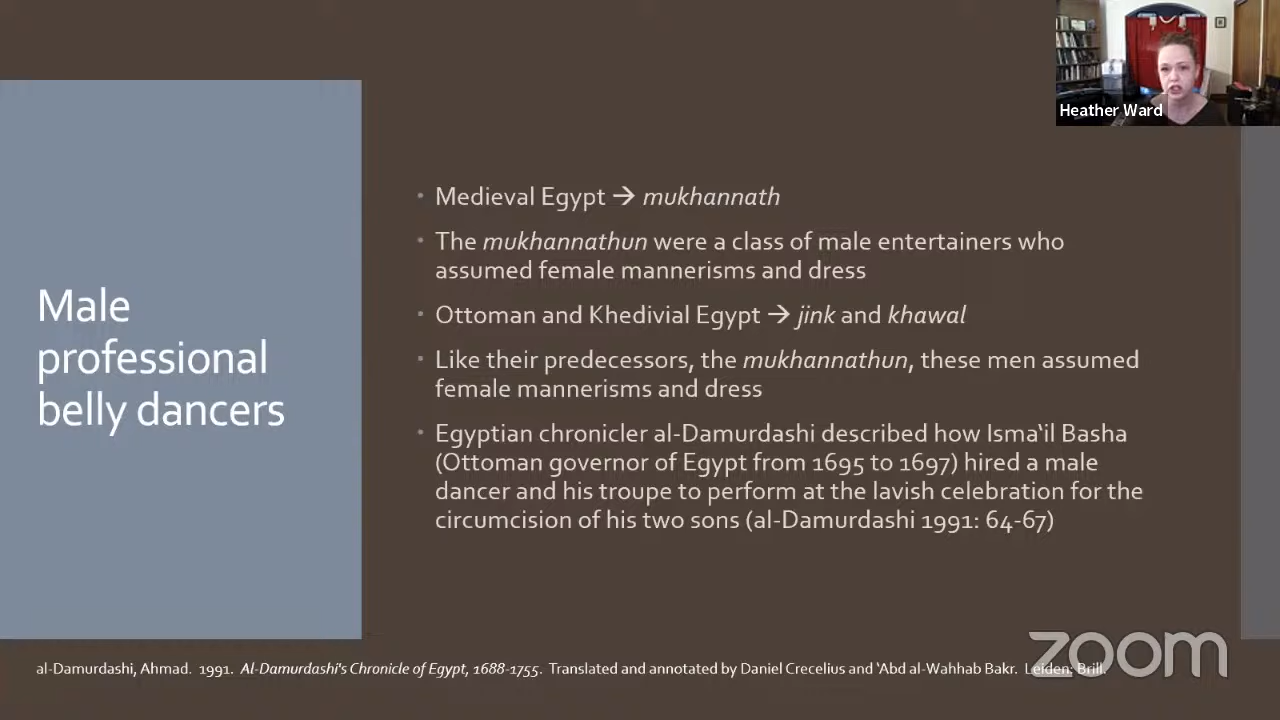 Heather Ward
Male
professional
belly dancers
• Medieval Egypt → mukhannath
• The mukhannathun were a class of male entertainers who
assumed female mannerisms and dress
• Ottoman and Khedivial Egypt → jink and khawal
• Like their predecessors, the mukhannathun, these men assumed
female mannerisms and dress
• Egyptian chronicler al-Damurdashi described how Isma‘il Basha
(Ottoman governor of Egypt from 1695 to 1697) hired a male
dancer and his troupe to perform at the lavish celebration for the
circumcision of his two sons (al-Damurdashi 1991: 64-67)
al-Damurdashi, Ahmad. 1991. Al-Damurdashi's Chronicle of Egypt, 1688-1755. Translated and annotated by Daniel Crecelius and ‘Abd al-Wahhab Bakr. Leiden: Brill.
zoom